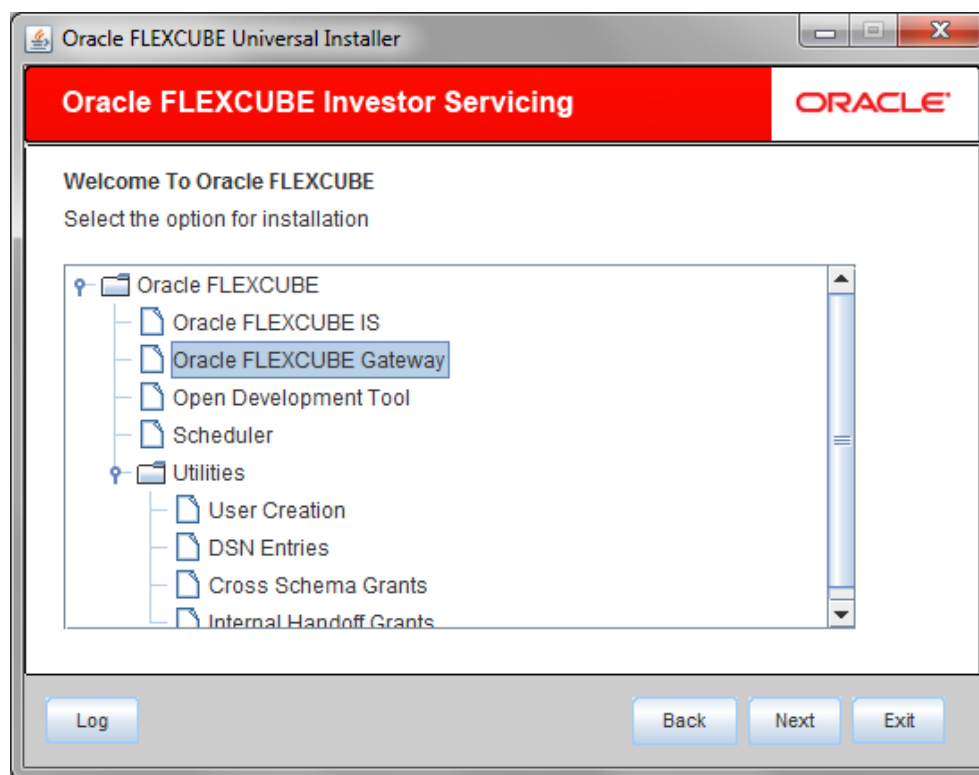 Oracle FLEXCUBE Universal Installer
Oracle FLEXCUBE Investor Servicing
ORACLE
Welcome To Oracle FLEXCUBE
Select the option for installation
Oracle FLEXCUBE
Oracle FLEXCUBE IS
Oracle FLEXCUBE Gateway
Open Development Tool
Scheduler
Utilities
User Creation
DSN Entries
Cross Schema Grants
Internal Handoff Grants
Log
Back
Next
Exit